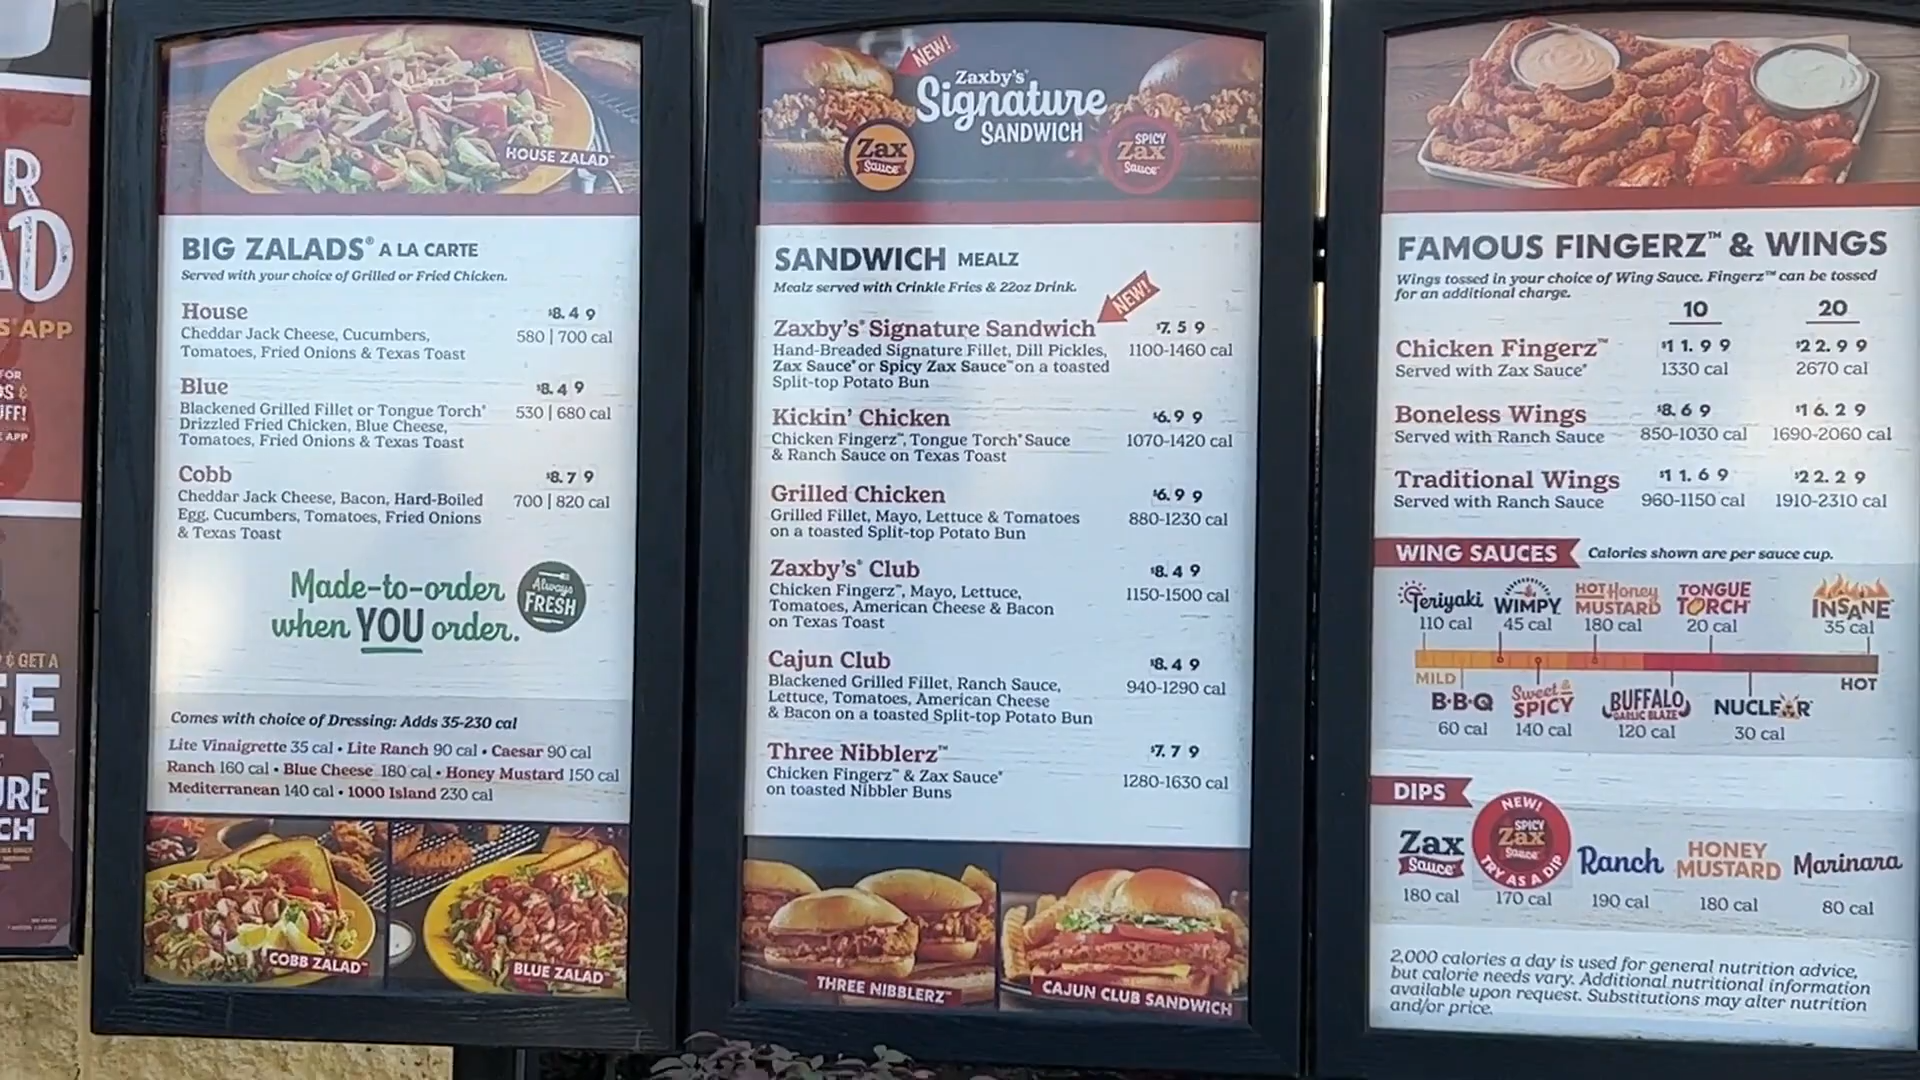 R
AD
S' APP
FOR
DS &
UFF!
E APP
& GET A
EE
URE
CH
HOUSE ZALAD™
BIG ZALADS® A LA CARTE
Served with your choice of Grilled or Fried Chicken.
House $8.49
Cheddar Jack Cheese, Cucumbers, 580 | 700 cal
Tomatoes, Fried Onions & Texas Toast
Blue $8.49
Blackened Grilled Fillet or Tongue Torch® 530 | 680 cal
Drizzled Fried Chicken, Blue Cheese,
Tomatoes, Fried Onions & Texas Toast
Cobb $8.79
Cheddar Jack Cheese, Bacon, Hard-Boiled 700 | 820 cal
Egg, Cucumbers, Tomatoes, Fried Onions
& Texas Toast
Made-to-order
when YOU order.
Always
FRESH
Comes with choice of Dressing: Adds 35-230 cal
Lite Vinaigrette 35 cal • Lite Ranch 90 cal • Caesar 90 cal
Ranch 160 cal • Blue Cheese 180 cal • Honey Mustard 150 cal
Mediterranean 140 cal • 1000 Island 230 cal
COBB ZALAD™
BLUE ZALAD™
NEW!
Zaxby's®
Signature
SANDWICH
Zax
Sauce®
SPICY
Zax
Sauce™
SANDWICH MEALZ
Mealz served with Crinkle Fries & 22oz Drink.
NEW!
Zaxby's® Signature Sandwich $7.59
Hand-Breaded Signature Fillet, Dill Pickles, 1100-1460 cal
Zax Sauce® or Spicy Zax Sauce™ on a toasted
Split-top Potato Bun
Kickin' Chicken $6.99
Chicken Fingerz™, Tongue Torch® Sauce 1070-1420 cal
& Ranch Sauce on Texas Toast
Grilled Chicken $6.99
Grilled Fillet, Mayo, Lettuce & Tomatoes 880-1230 cal
on a toasted Split-top Potato Bun
Zaxby's® Club $8.49
Chicken Fingerz™, Mayo, Lettuce, 1150-1500 cal
Tomatoes, American Cheese & Bacon
on Texas Toast
Cajun Club $8.49
Blackened Grilled Fillet, Ranch Sauce, 940-1290 cal
Lettuce, Tomatoes, American Cheese
& Bacon on a toasted Split-top Potato Bun
Three Nibblerz™ $7.79
Chicken Fingerz™ & Zax Sauce® 1280-1630 cal
on toasted Nibbler Buns
THREE NIBBLERZ™
CAJUN CLUB SANDWICH
FAMOUS FINGERZ™ & WINGS
Wings tossed in your choice of Wing Sauce. Fingerz™ can be tossed
for an additional charge.
10 20
Chicken Fingerz™ $11.99 $22.99
Served with Zax Sauce® 1330 cal 2670 cal
Boneless Wings $8.69 $16.29
Served with Ranch Sauce 850-1030 cal 1690-2060 cal
Traditional Wings $11.69 $22.29
Served with Ranch Sauce 960-1150 cal 1910-2310 cal
WING SAUCES Calories shown are per sauce cup.
Teriyaki WIMPY HOT Honey MUSTARD TONGUE TORCH® INSANE®
110 cal 45 cal 180 cal 20 cal 35 cal
MILD HOT
B•B•Q Sweet & SPICY BUFFALO GARLIC BLAZE NUCLEAR®
60 cal 140 cal 120 cal 30 cal
DIPS
NEW!
SPICY
Zax
Sauce™
TRY AS A DIP
Zax Sauce® Ranch HONEY MUSTARD Marinara
180 cal 170 cal 190 cal 180 cal 80 cal
2,000 calories a day is used for general nutrition advice,
but calorie needs vary. Additional nutritional information
available upon request. Substitutions may alter nutrition
and/or price.